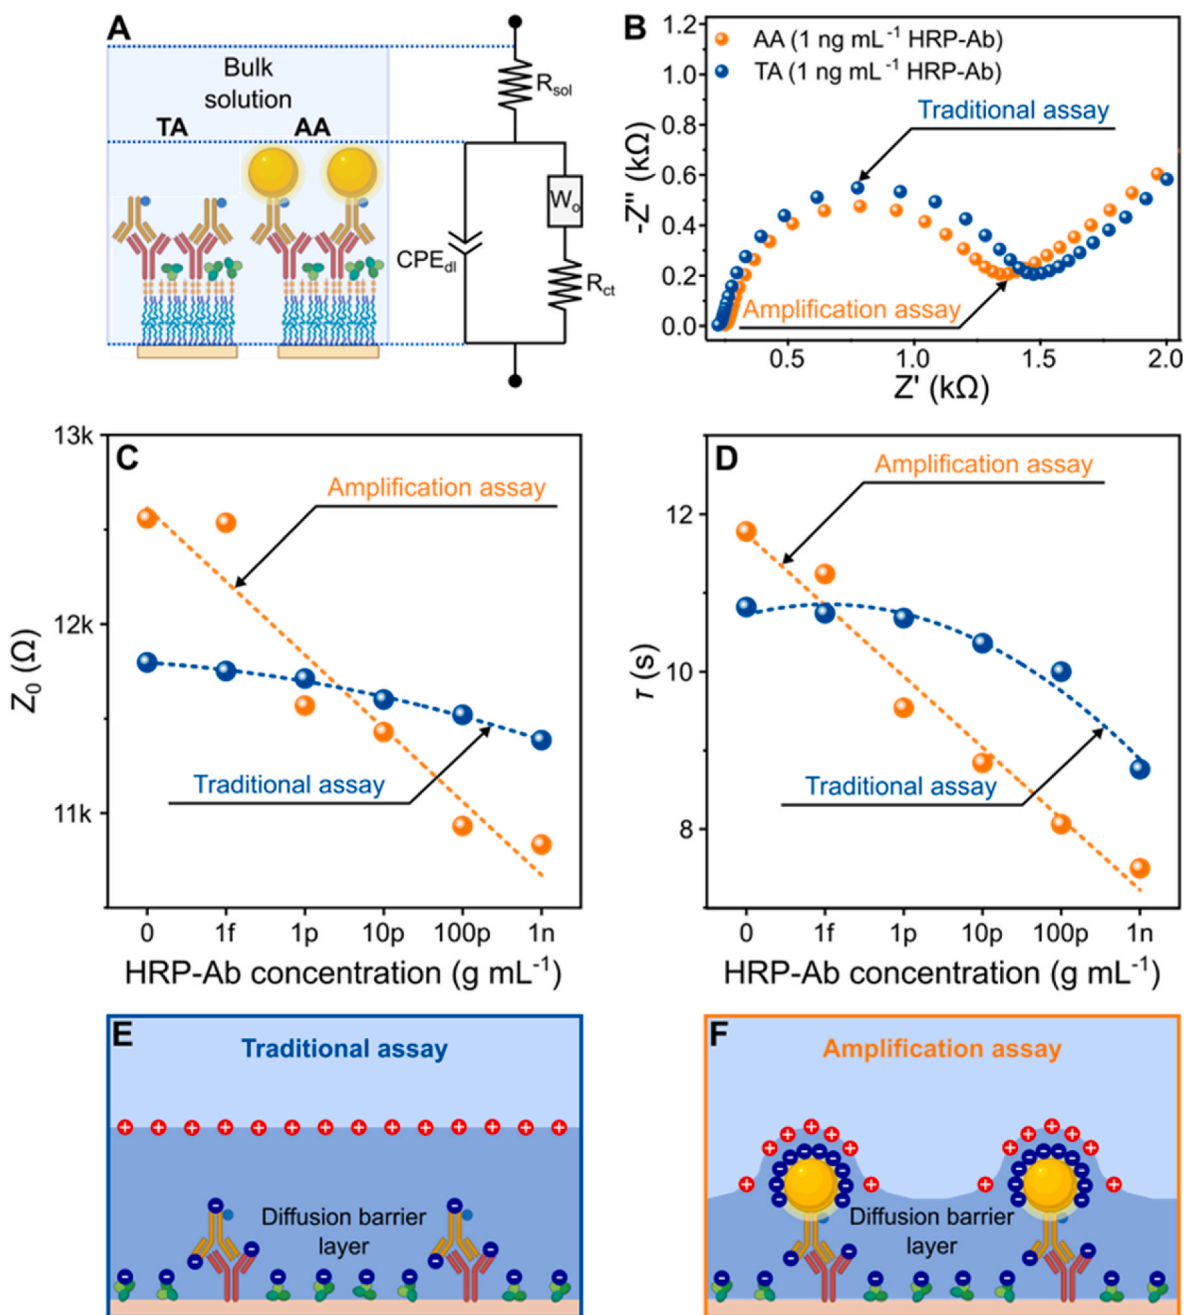 A
Bulk
solution
TA
AA
R_sol
W_o
CPE_dl
R_ct
B
AA (1 ng mL⁻¹ HRP-Ab)
TA (1 ng mL⁻¹ HRP-Ab)
Traditional assay
Amplification assay
-Z" (kΩ)
1.2
1.0
0.8
0.6
0.4
0.2
0.0
0.5
1.0
1.5
2.0
Z' (kΩ)
C
Amplification assay
Traditional assay
Z₀ (Ω)
13k
12k
11k
0
1f
1p
10p
100p
1n
HRP-Ab concentration (g mL⁻¹)
D
Amplification assay
Traditional assay
τ (s)
12
10
8
0
1f
1p
10p
100p
1n
HRP-Ab concentration (g mL⁻¹)
E
Traditional assay
Diffusion barrier
layer
F
Amplification assay
Diffusion barrier
layer